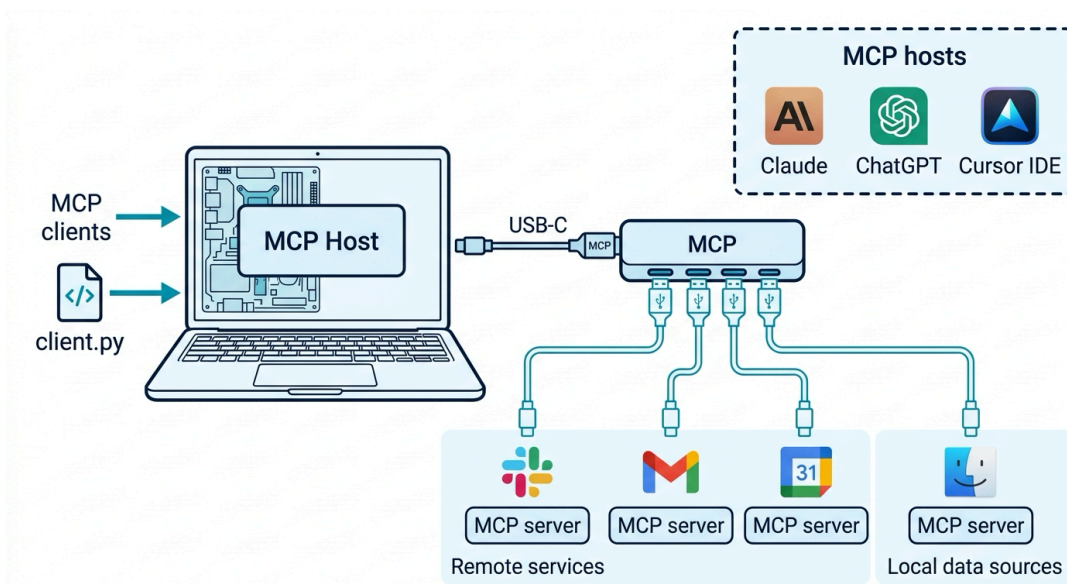 MCP hosts
Claude
ChatGPT
Cursor IDE
MCP
clients
</>
client.py
MCP Host
USB-C
MCP
MCP
31
MCP server
MCP server
MCP server
MCP server
Remote services
Local data sources